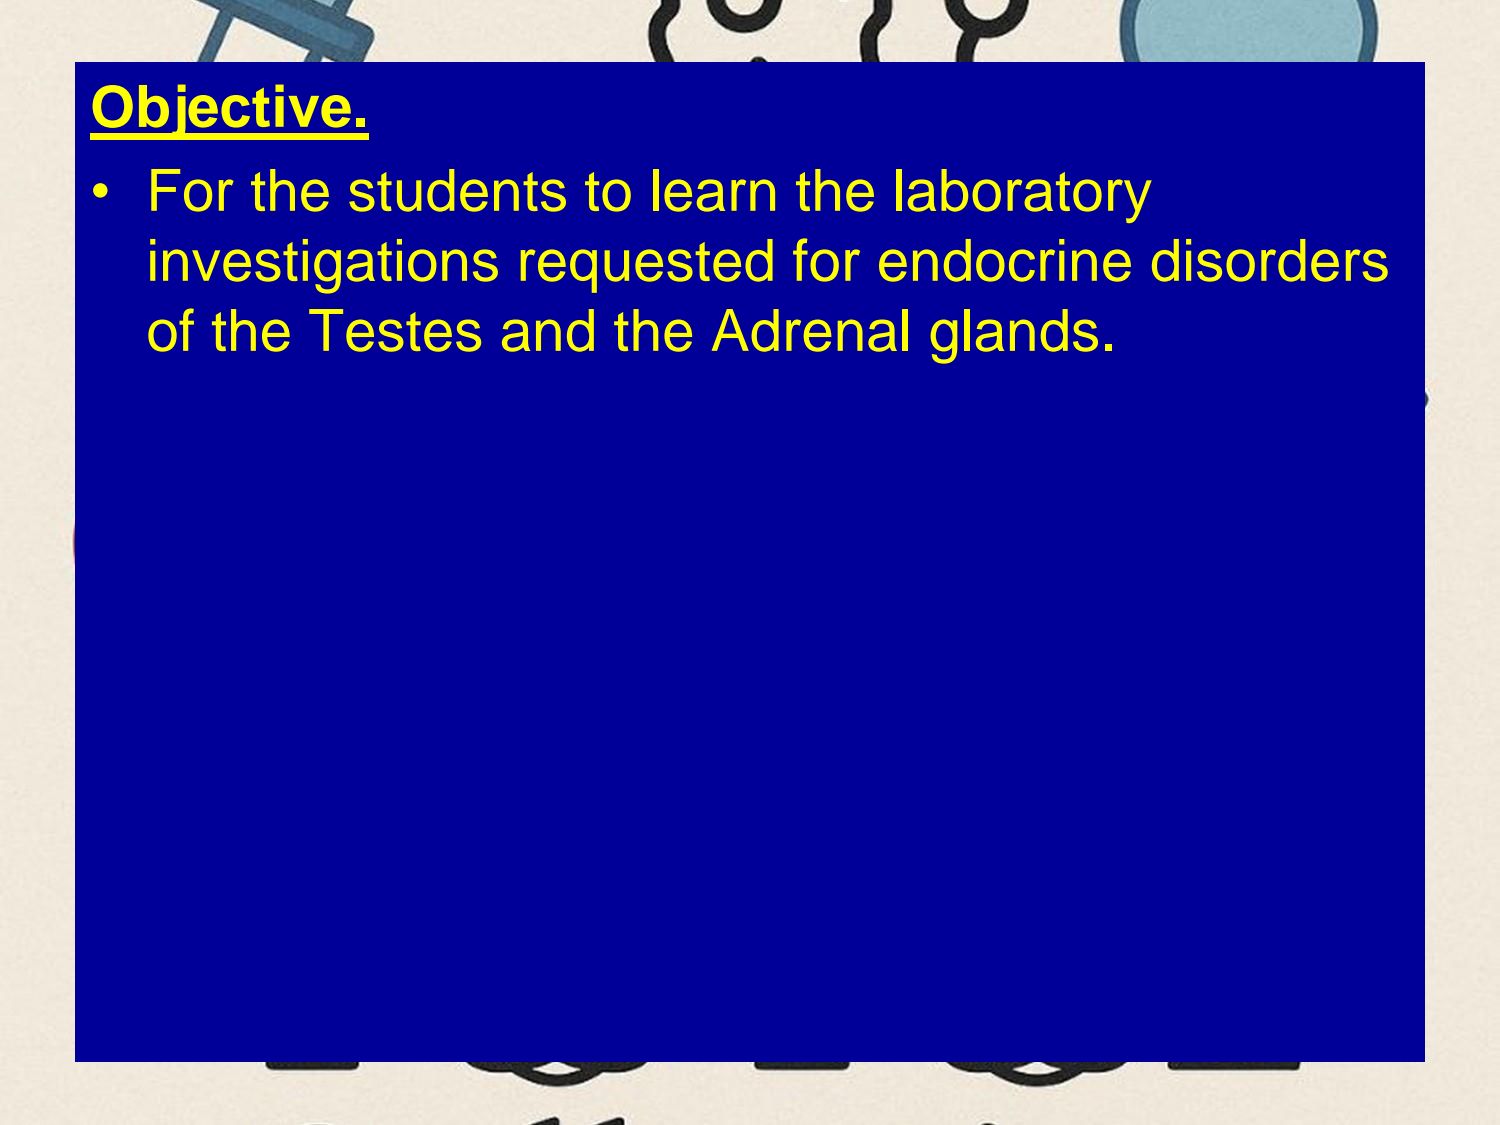 Objective.
• For the students to learn the laboratory
investigations requested for endocrine disorders
of the Testes and the Adrenal glands.